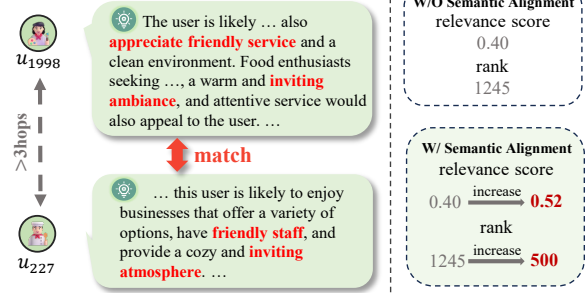 u1998
>3hops
u227
The user is likely … also
appreciate friendly service and a
clean environment. Food enthusiasts
seeking …, a warm and inviting
ambiance, and attentive service would
also appeal to the user. …
match
… this user is likely to enjoy
businesses that offer a variety of
options, have friendly staff, and
provide a cozy and inviting
atmosphere. …
W/O Semantic Alignment
relevance score
0.40
rank
1245
W/ Semantic Alignment
relevance score
0.40 increase 0.52
rank
1245 increase 500